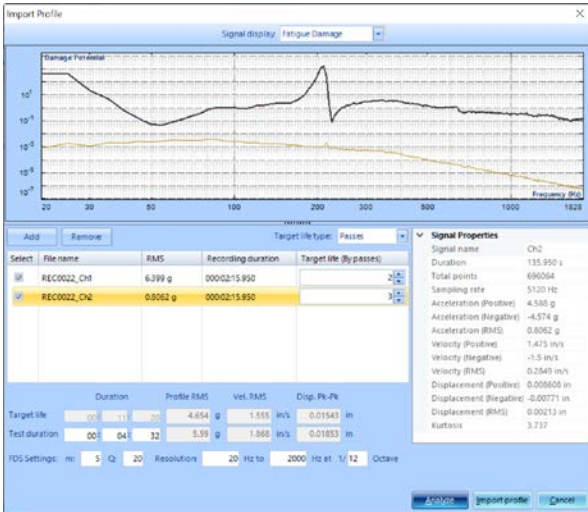 Import Profile
Signal display: Fatigue Damage
Damage Potential
10¹
10⁻¹
10⁻³
10⁻⁵
10⁻⁷
Frequency (Hz)
20 30 50 100 200 300 500 1000 1828
Add Remove Target life type: Passes
Select File name RMS Recording duration Target life (By passes)
REC0022_Ch1 6.399 g 000:02:15.950 2
REC0022_Ch2 0.8062 g 000:02:15.950 3
Duration Profile RMS Vel. RMS Disp. Pk-Pk
Target life 00: 11: 4.654 g 1.555 in/s 0.01543 in
Test duration 00: 04: 32 5.59 g 1.868 in/s 0.01853 in
FDS Settings: m: 5 Q: 20 Resolution: 20 Hz to 2000 Hz at 1/ 12 Octave
Signal Properties
Signal name Ch2
Duration 135.950 s
Total points 696064
Sampling rate 5120 Hz
Acceleration (Positive) 4.588 g
Acceleration (Negative) -4.574 g
Acceleration (RMS) 0.8062 g
Velocity (Positive) 1.475 in/s
Velocity (Negative) -1.5 in/s
Velocity (RMS) 0.2849 in/s
Displacement (Positive) 0.008608 in
Displacement (Negative) -0.00771 in
Displacement (RMS) 0.00213 in
Kurtosis 3.737
Analyze Import profile Cancel